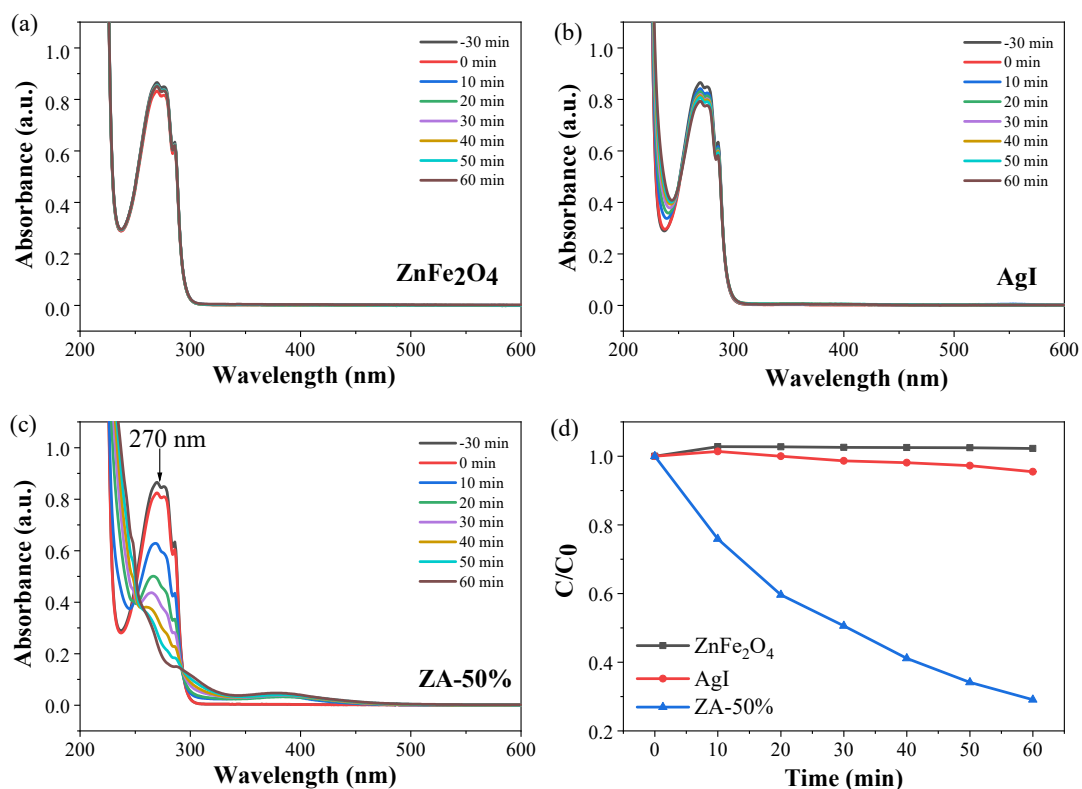 (a)
Absorbance (a.u.)
1.0
0.8
0.6
0.4
0.2
0.0
-30 min
0 min
10 min
20 min
30 min
40 min
50 min
60 min
ZnFe2O4
200 300 400 500 600
Wavelength (nm)
(b)
Absorbance (a.u.)
1.0
0.8
0.6
0.4
0.2
0.0
-30 min
0 min
10 min
20 min
30 min
40 min
50 min
60 min
AgI
200 300 400 500 600
Wavelength (nm)
(c)
270 nm
Absorbance (a.u.)
1.0
0.8
0.6
0.4
0.2
0.0
-30 min
0 min
10 min
20 min
30 min
40 min
50 min
60 min
ZA-50%
200 300 400 500 600
Wavelength (nm)
(d)
C/C0
1.0
0.8
0.6
0.4
0.2
ZnFe₂O₄
AgI
ZA-50%
0 10 20 30 40 50 60
Time (min)